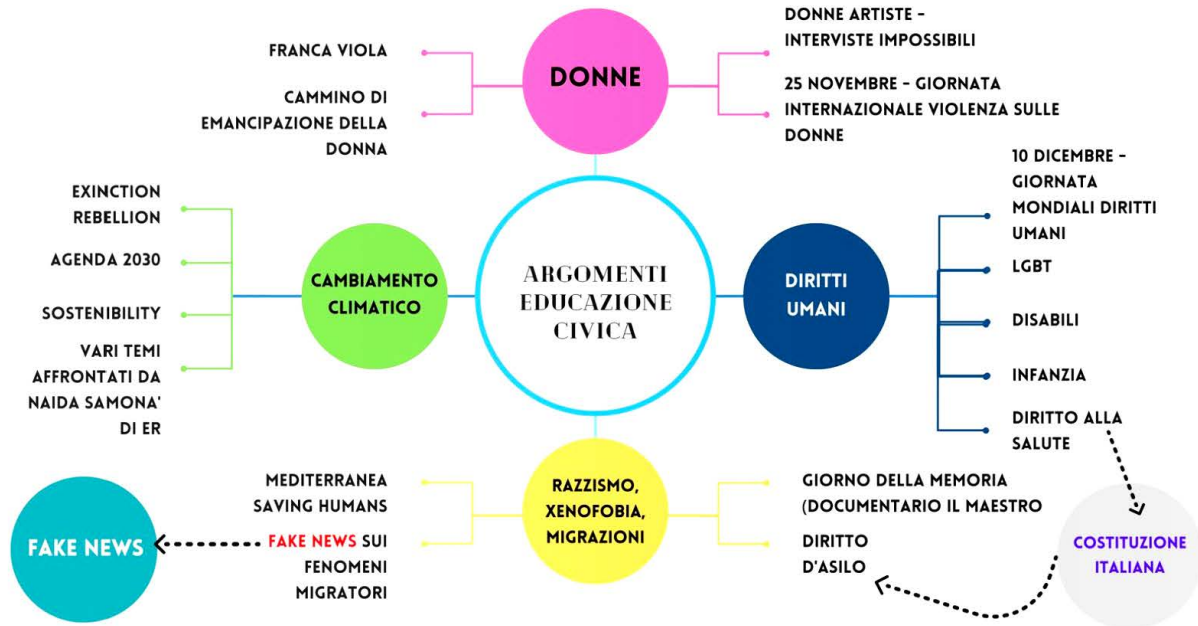 DONNE
FRANCA VIOLA
CAMMINO DI
EMANCIPAZIONE DELLA
DONNA
DONNE ARTISTE -
INTERVISTE IMPOSSIBILI
25 NOVEMBRE - GIORNATA
INTERNAZIONALE VIOLENZA SULLE
DONNE
ARGOMENTI
EDUCAZIONE
CIVICA
CAMBIAMENTO
CLIMATICO
EXINCTION
REBELLION
AGENDA 2030
SOSTENIBILITY
VARI TEMI
AFFRONTATI DA
NAIDA SAMONA'
DI ER
DIRITTI
UMANI
10 DICEMBRE -
GIORNATA
MONDIALI DIRITTI
UMANI
LGBT
DISABILI
INFANZIA
DIRITTO ALLA
SALUTE
RAZZISMO,
XENOFOBIA,
MIGRAZIONI
MEDITERRANEA
SAVING HUMANS
FAKE NEWS SUI
FENOMENI
MIGRATORI
FAKE NEWS
GIORNO DELLA MEMORIA
(DOCUMENTARIO IL MAESTRO
DIRITTO
D'ASILO
COSTITUZIONE
ITALIANA